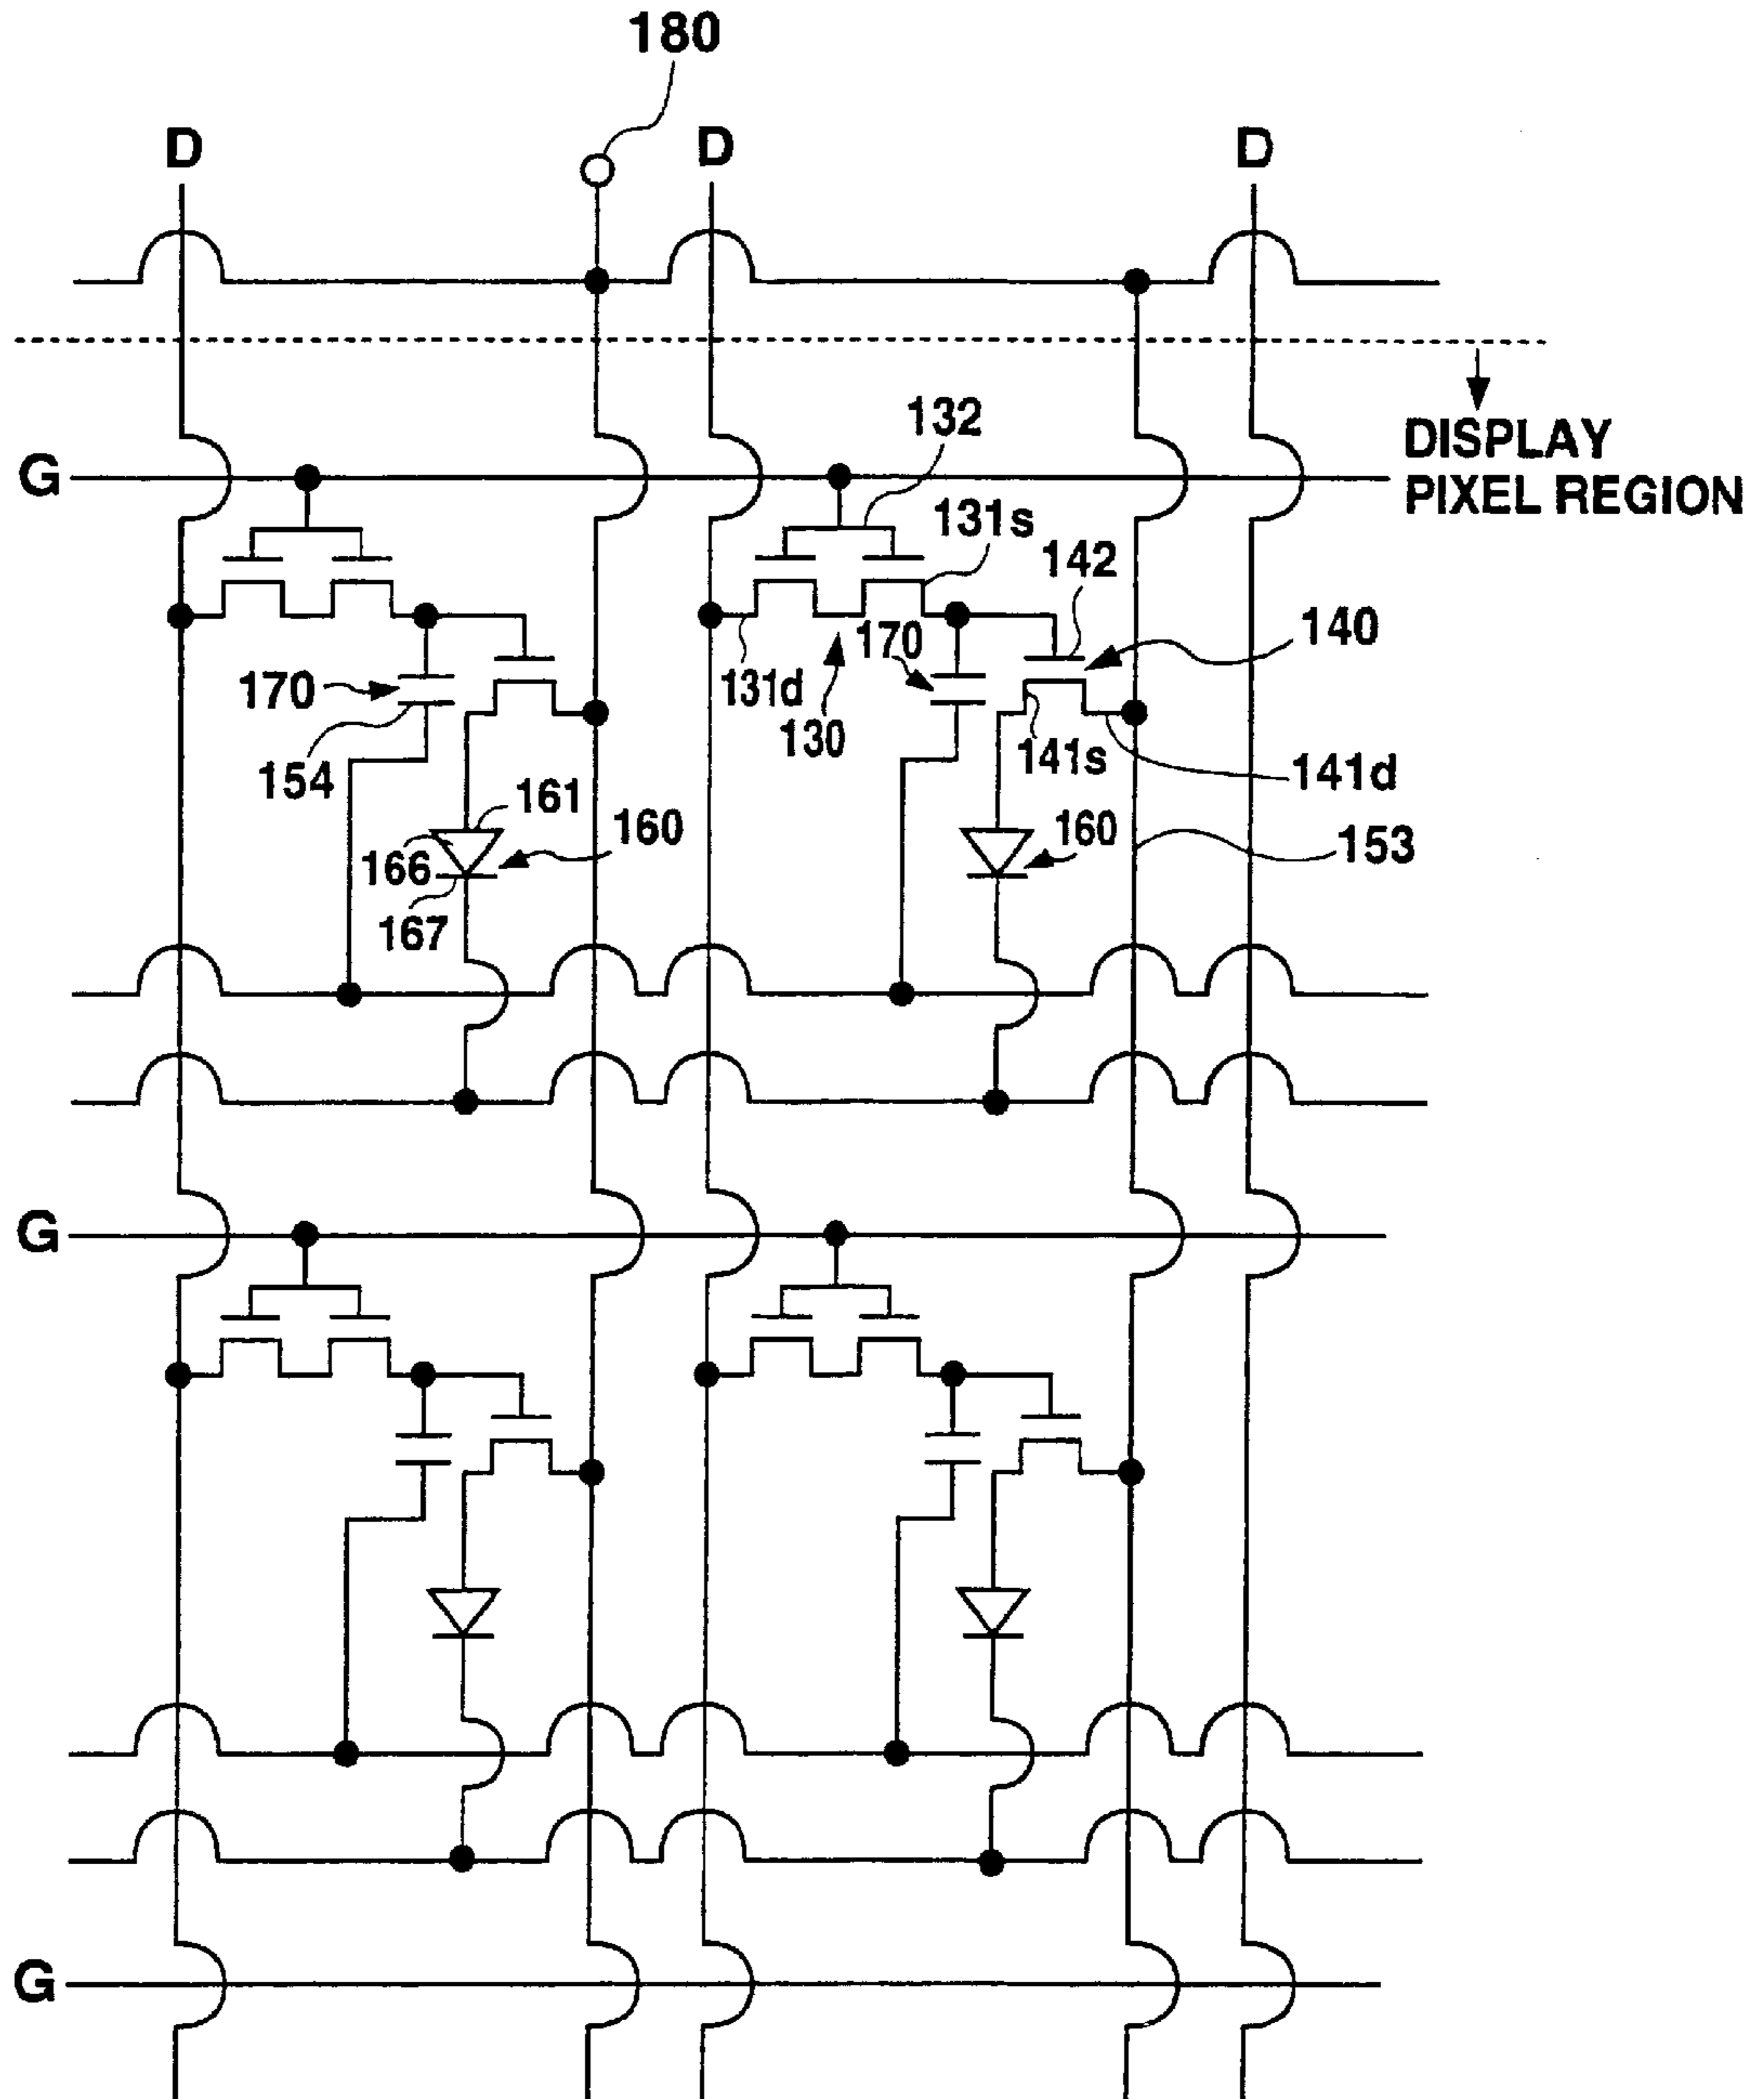 180
D D D
132
DISPLAY
PIXEL REGION
G
131s
142
140
170
131d
170
130
141s
141d
154
161
160
160
153
166
167
G
G